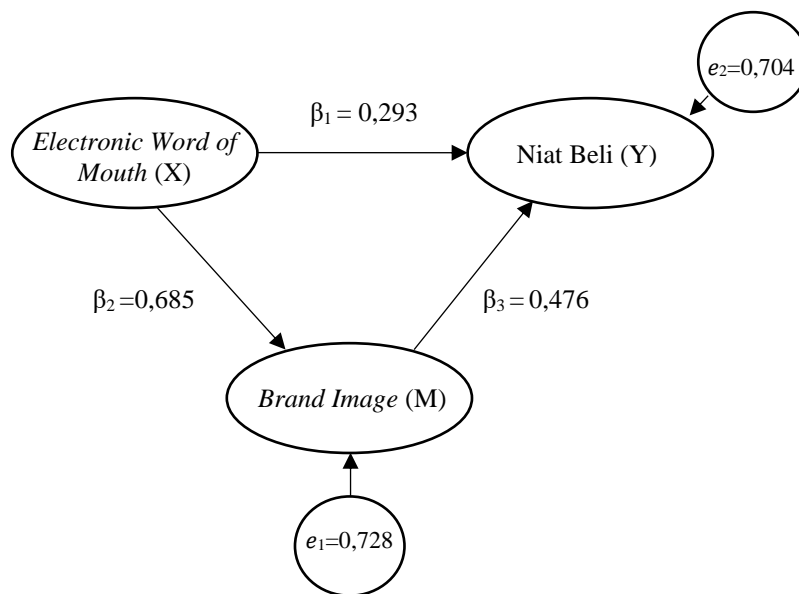 e₂=0,704
β₁ = 0,293
Electronic Word of
Mouth (X)
Niat Beli (Y)
β₂ =0,685
β₃ = 0,476
Brand Image (M)
e₁=0,728